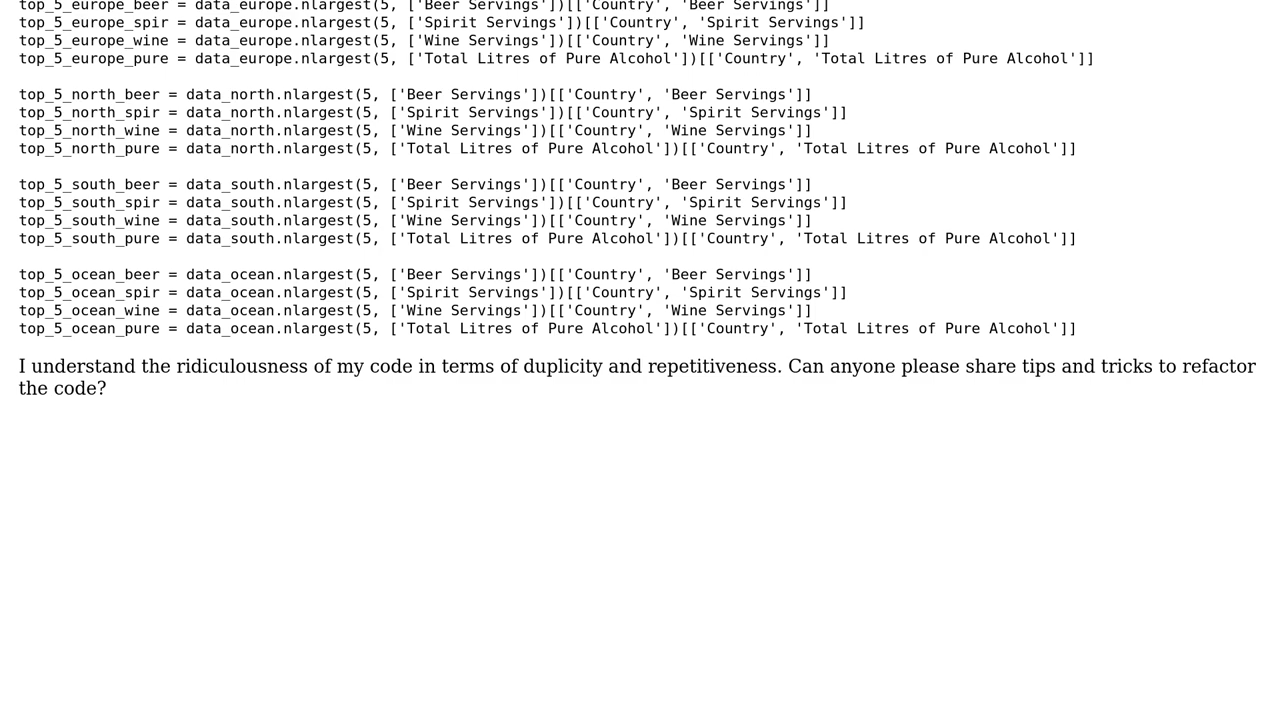 top_5_europe_beer = data_europe.nlargest(5, ['Beer Servings'])[['Country', 'Beer Servings']]
top_5_europe_spir = data_europe.nlargest(5, ['Spirit Servings'])[['Country', 'Spirit Servings']]
top_5_europe_wine = data_europe.nlargest(5, ['Wine Servings'])[['Country', 'Wine Servings']]
top_5_europe_pure = data_europe.nlargest(5, ['Total Litres of Pure Alcohol'])[['Country', 'Total Litres of Pure Alcohol']]
top_5_north_beer = data_north.nlargest(5, ['Beer Servings'])[['Country', 'Beer Servings']]
top_5_north_spir = data_north.nlargest(5, ['Spirit Servings'])[['Country', 'Spirit Servings']]
top_5_north_wine = data_north.nlargest(5, ['Wine Servings'])[['Country', 'Wine Servings']]
top_5_north_pure = data_north.nlargest(5, ['Total Litres of Pure Alcohol'])[['Country', 'Total Litres of Pure Alcohol']]
top_5_south_beer = data_south.nlargest(5, ['Beer Servings'])[['Country', 'Beer Servings']]
top_5_south_spir = data_south.nlargest(5, ['Spirit Servings'])[['Country', 'Spirit Servings']]
top_5_south_wine = data_south.nlargest(5, ['Wine Servings'])[['Country', 'Wine Servings']]
top_5_south_pure = data_south.nlargest(5, ['Total Litres of Pure Alcohol'])[['Country', 'Total Litres of Pure Alcohol']]
top_5_ocean_beer = data_ocean.nlargest(5, ['Beer Servings'])[['Country', 'Beer Servings']]
top_5_ocean_spir = data_ocean.nlargest(5, ['Spirit Servings'])[['Country', 'Spirit Servings']]
top_5_ocean_wine = data_ocean.nlargest(5, ['Wine Servings'])[['Country', 'Wine Servings']]
top_5_ocean_pure = data_ocean.nlargest(5, ['Total Litres of Pure Alcohol'])[['Country', 'Total Litres of Pure Alcohol']]
I understand the ridiculousness of my code in terms of duplicity and repetitiveness. Can anyone please share tips and tricks to refactor
the code?